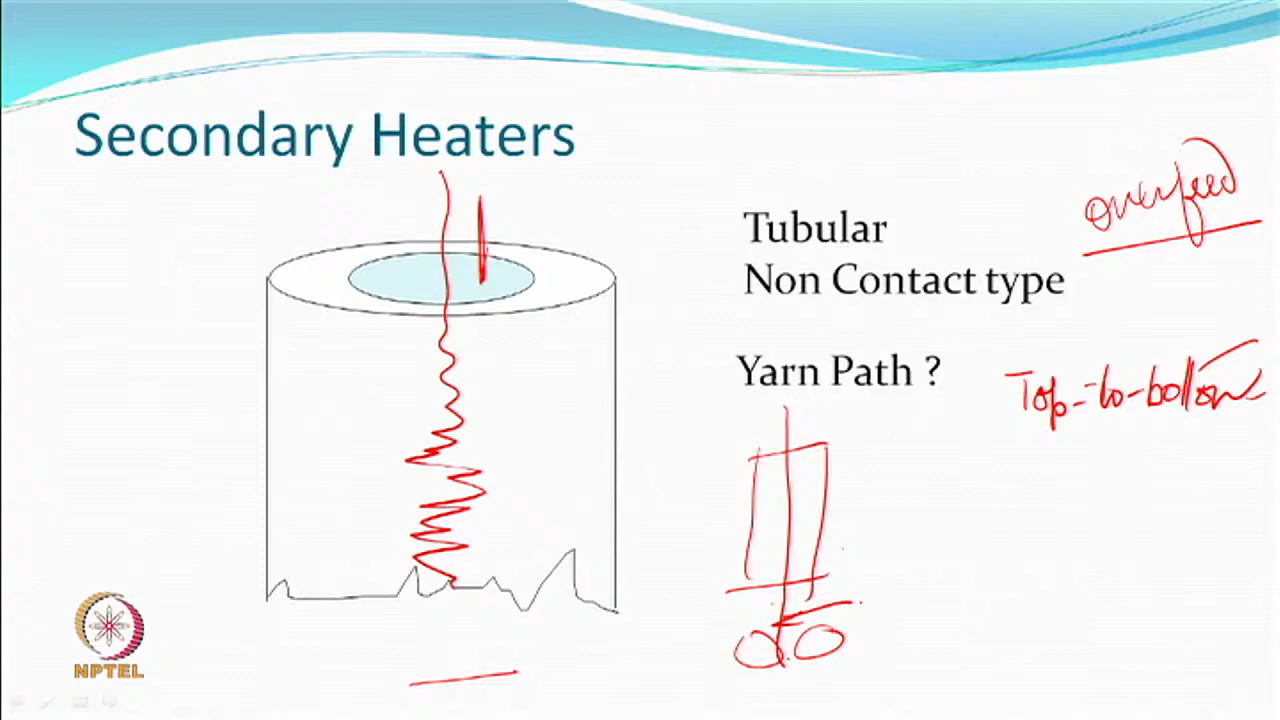 Secondary Heaters
overfeed
Tubular
Non Contact type
Yarn Path ?
Top-to-bottom
NPTEL